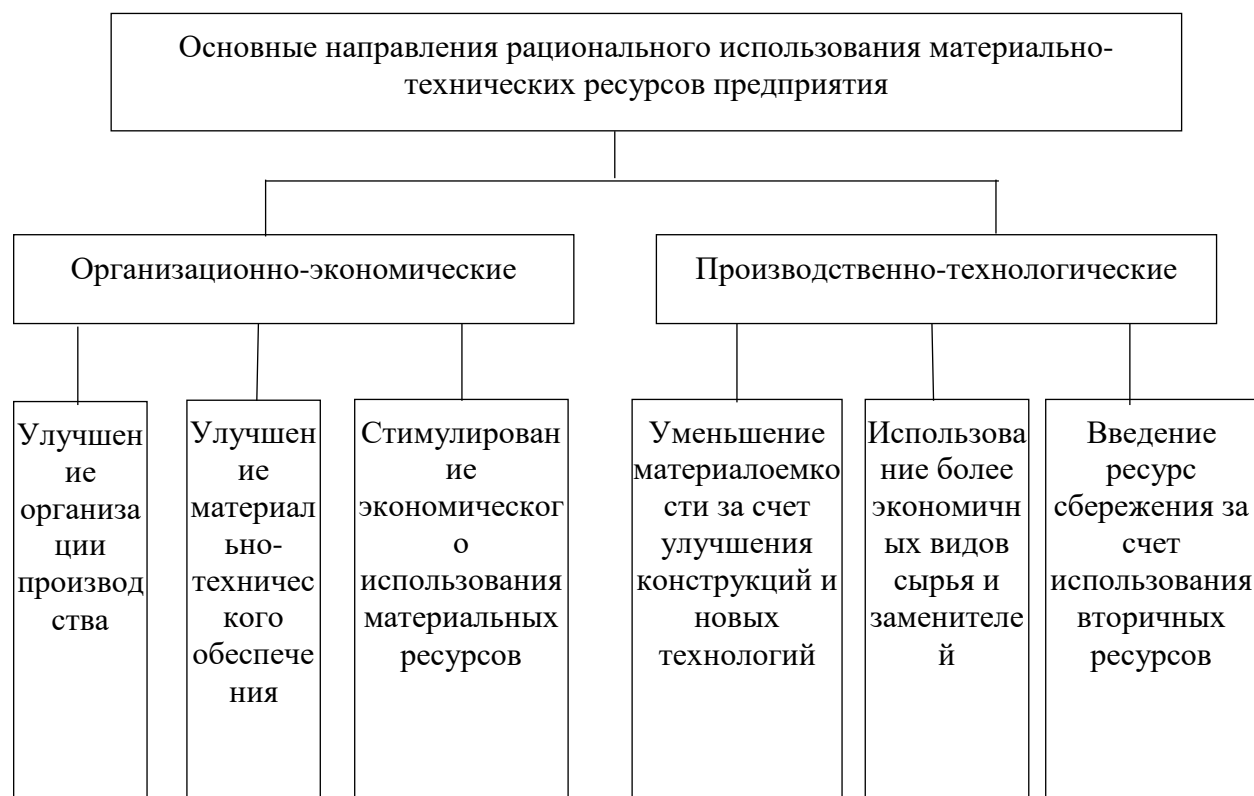 Основные направления рационального использования материально-
технических ресурсов предприятия
Организационно-экономические
Производственно-технологические
Улучшен
ие
организа
ции
производ
ства
Улучшен
ие
материал
ьно-
техничес
кого
обеспече
ния
Стимулирован
ие
экономическог
о
использования
материальных
ресурсов
Уменьшение
материалоемко
сти за счет
улучшения
конструкций и
новых
технологий
Использова
ние более
экономичн
ых видов
сырья и
заменителе
й
Введение
ресурс
сбережения за
счет
использования
вторичных
ресурсов